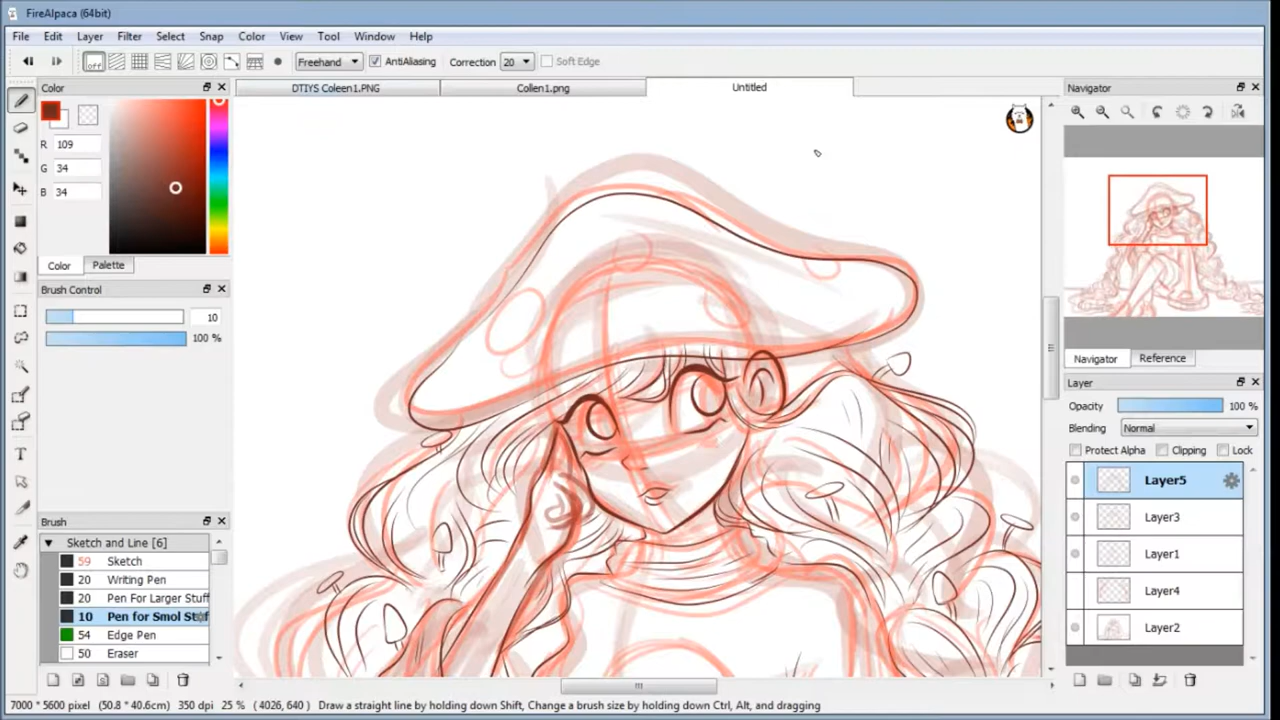 FireAlpaca (64bit)
File Edit Layer Filter Select Snap Color View Tool Window Help
off Freehand AntiAliasing Correction 20 Soft Edge
Color
DTIYS Coleen1.PNG Collen1.png Untitled
Navigator
R 109
G 34
B 34
Color Palette
Brush Control
10
100 %
Navigator Reference
Layer
Opacity 100 %
Blending Normal
Protect Alpha Clipping Lock
Layer5
Layer3
Layer1
Layer4
Layer2
Brush
Sketch and Line [6]
59 Sketch
20 Writing Pen
20 Pen For Larger Stuff
10 Pen for Smol Stuff
54 Edge Pen
50 Eraser
7000 * 5600 pixel (50.8 * 40.6cm) 350 dpi 25 % (4026, 640) Draw a straight line by holding down Shift, Change a brush size by holding down Ctrl, Alt, and dragging